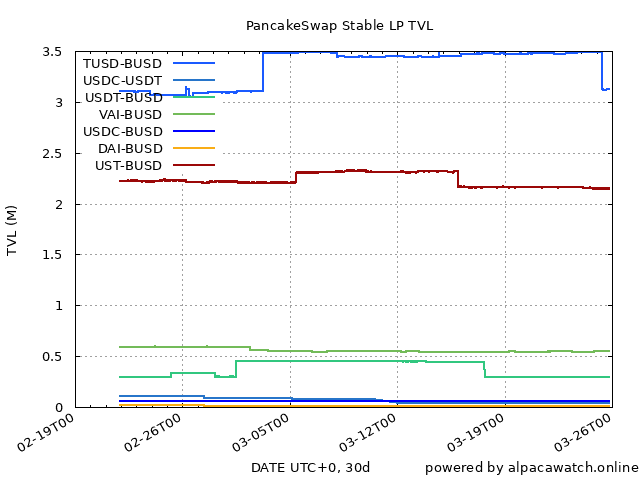 PancakeSwap Stable LP TVL
TVL (M)
3.5
3
2.5
2
1.5
1
0.5
0
TUSD-BUSD
USDC-USDT
USDT-BUSD
VAI-BUSD
USDC-BUSD
DAI-BUSD
UST-BUSD
02-19T00
02-26T00
03-05T00
03-12T00
03-19T00
03-26T00
DATE UTC+0, 30d
powered by alpacawatch.online